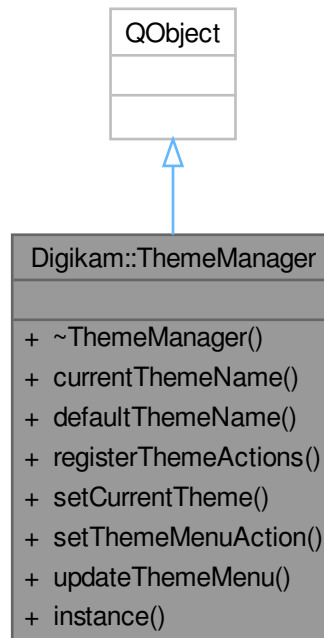 QObject
Digikam::ThemeManager
+ ~ThemeManager()
+ currentThemeName()
+ defaultThemeName()
+ registerThemeActions()
+ setCurrentTheme()
+ setThemeMenuAction()
+ updateThemeMenu()
+ instance()